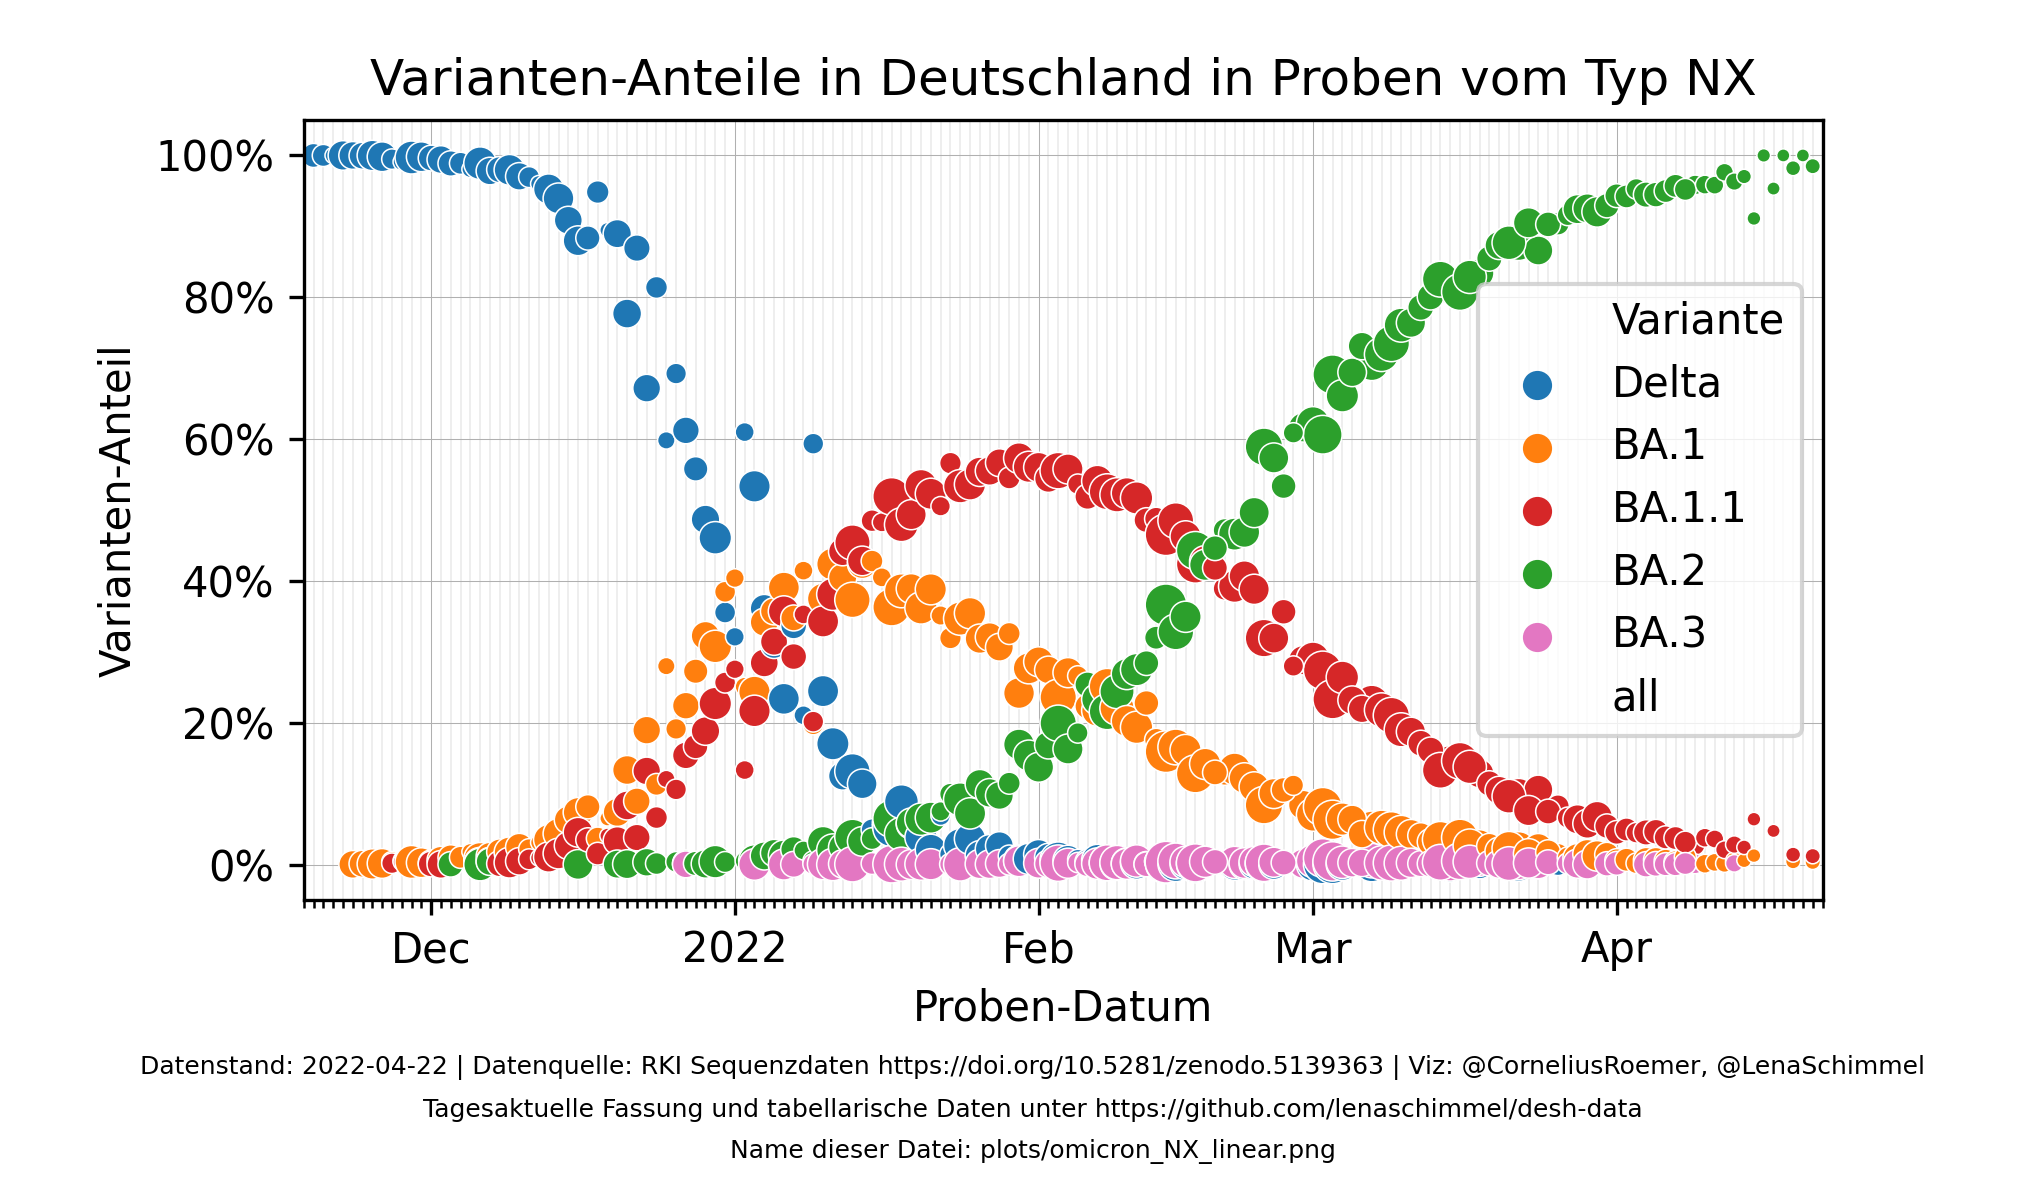 Varianten-Anteile in Deutschland in Proben vom Typ NX
100%
80%
60%
40%
20%
0%
Varianten-Anteil
Variante
Delta
BA.1
BA.1.1
BA.2
BA.3
all
Dec
2022
Feb
Mar
Apr
Proben-Datum
Datenstand: 2022-04-22 | Datenquelle: RKI Sequenzdaten https://doi.org/10.5281/zenodo.5139363 | Viz: @CorneliusRoemer, @LenaSchimmel
Tagesaktuelle Fassung und tabellarische Daten unter https://github.com/lenaschimmel/desh-data
Name dieser Datei: plots/omicron_NX_linear.png